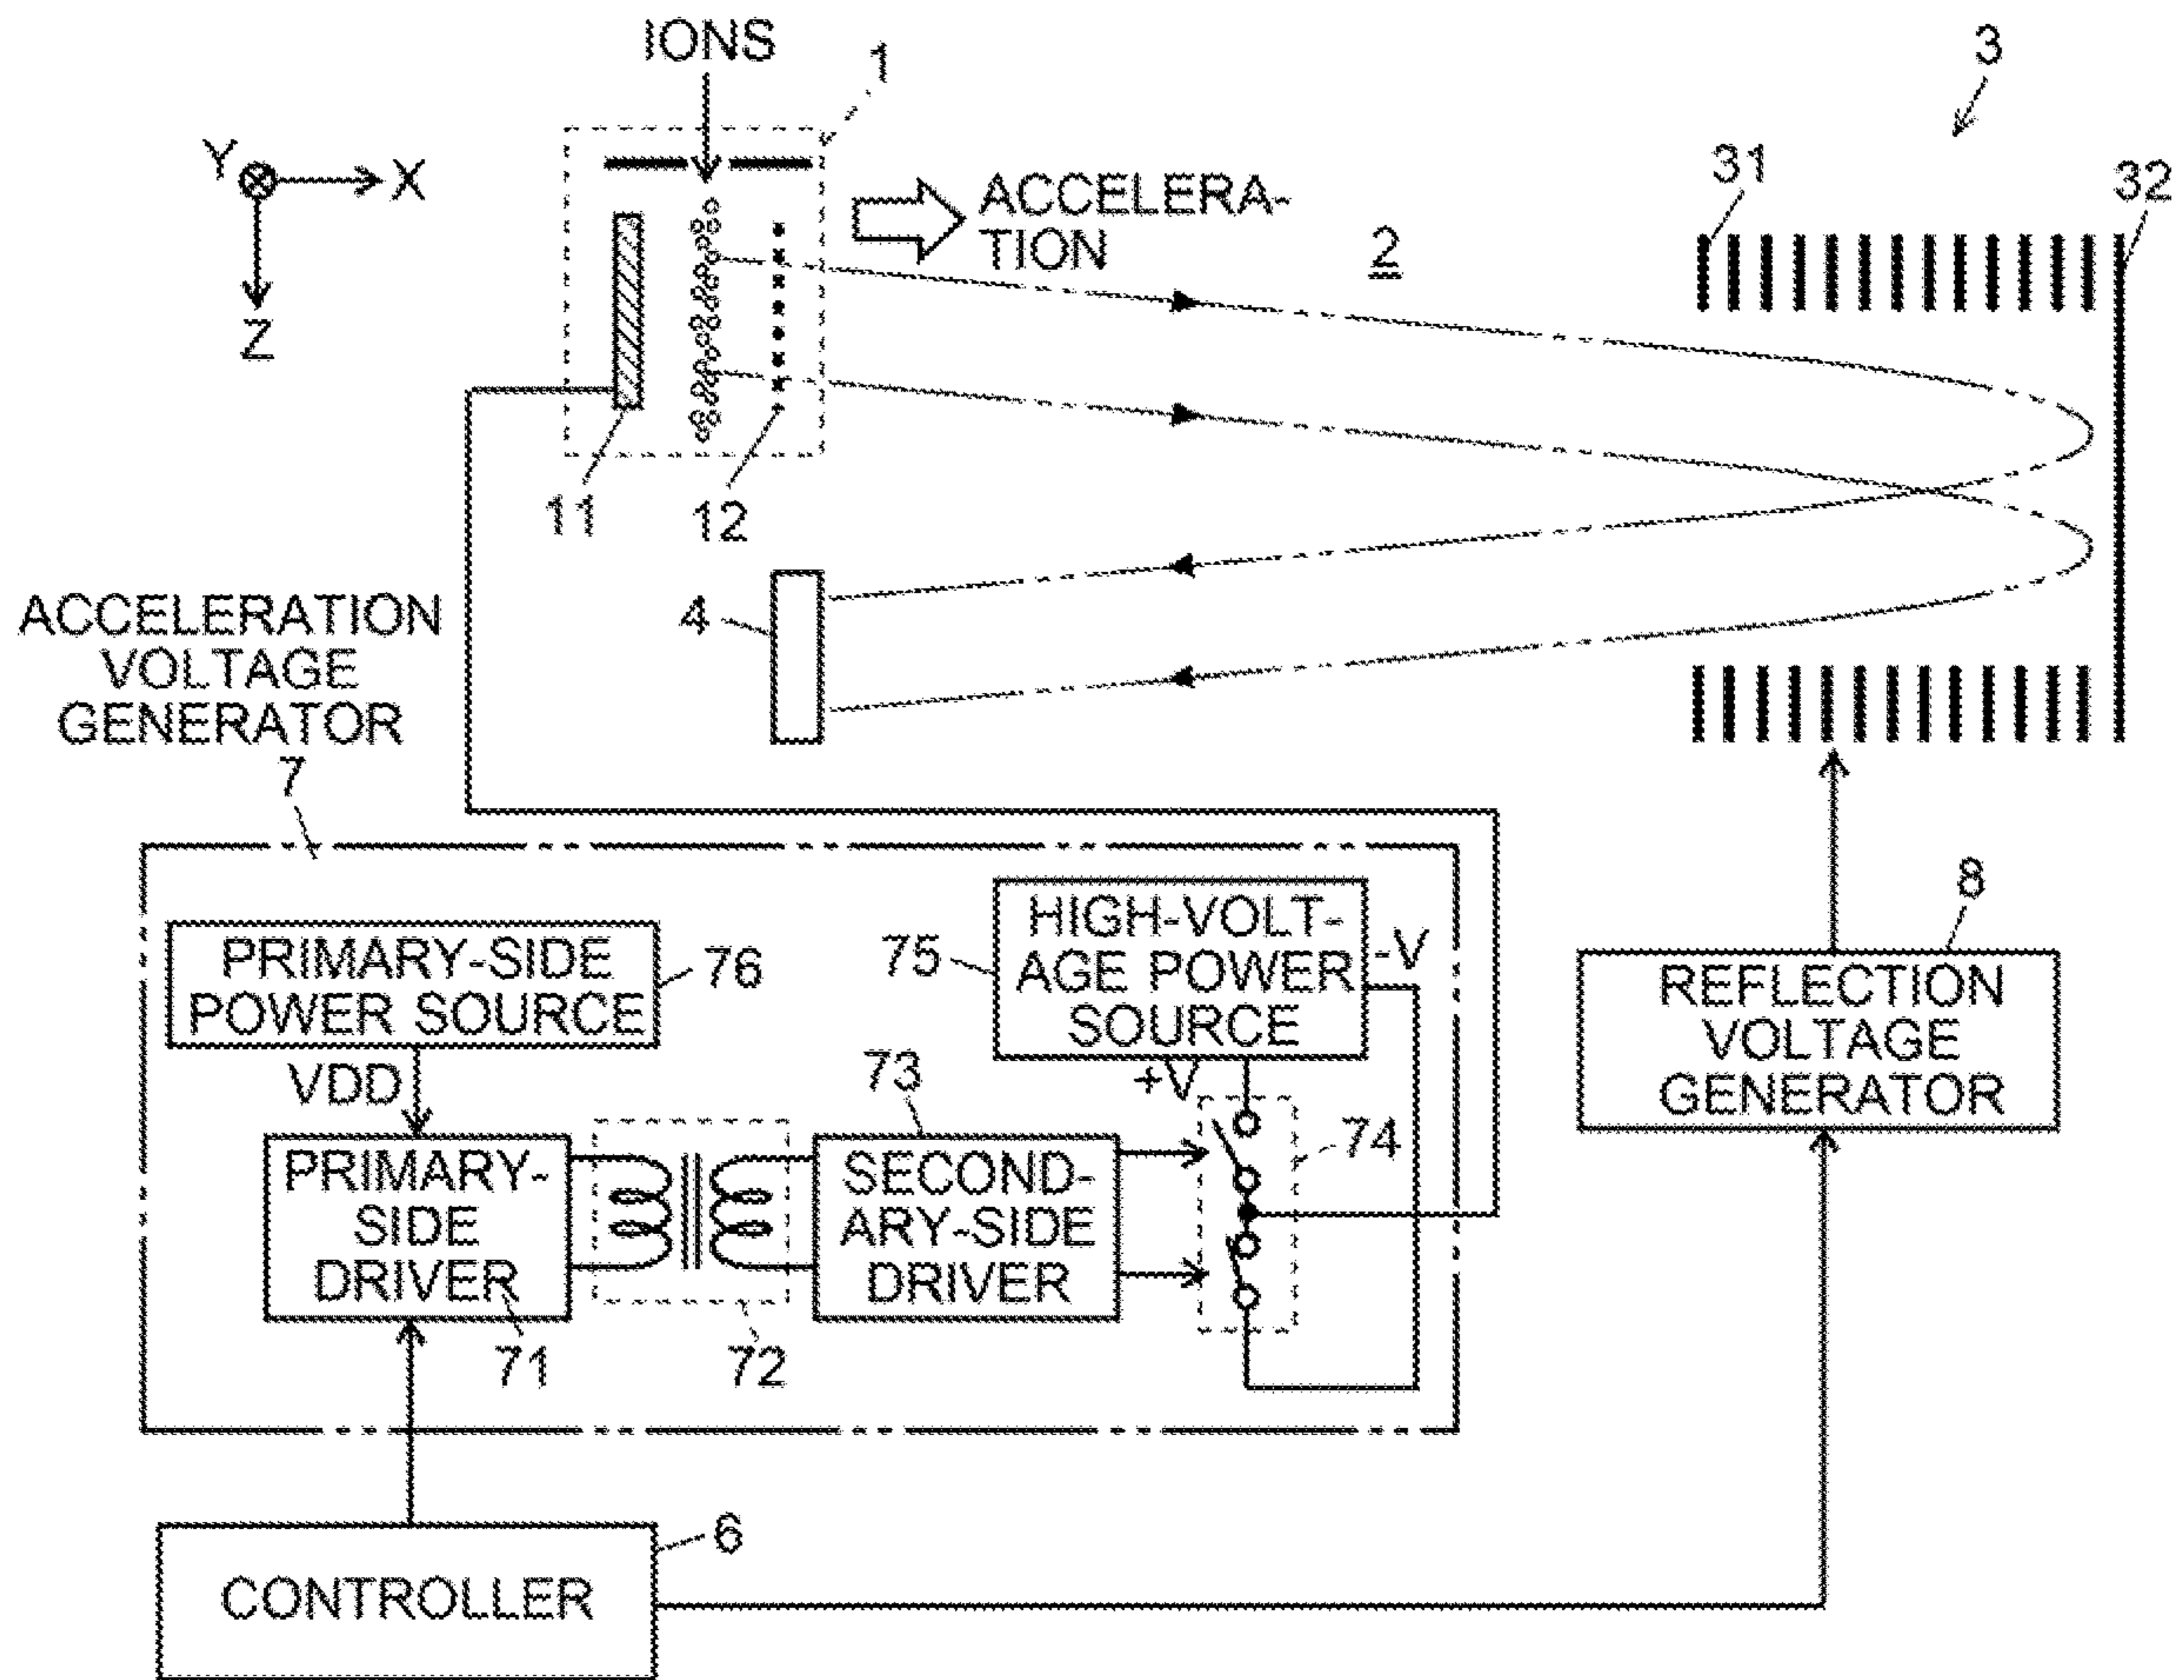 IONS
1
3
Y
X
Z
ACCELERA-
TION
2
31
32
11
12
4
ACCELERATION
VOLTAGE
GENERATOR
7
PRIMARY-SIDE
POWER SOURCE
76
VDD
75
HIGH-VOLT-
AGE POWER
SOURCE
-V
+V
8
REFLECTION
VOLTAGE
GENERATOR
73
74
PRIMARY-
SIDE
DRIVER
71
72
SECOND-
ARY-SIDE
DRIVER
6
CONTROLLER